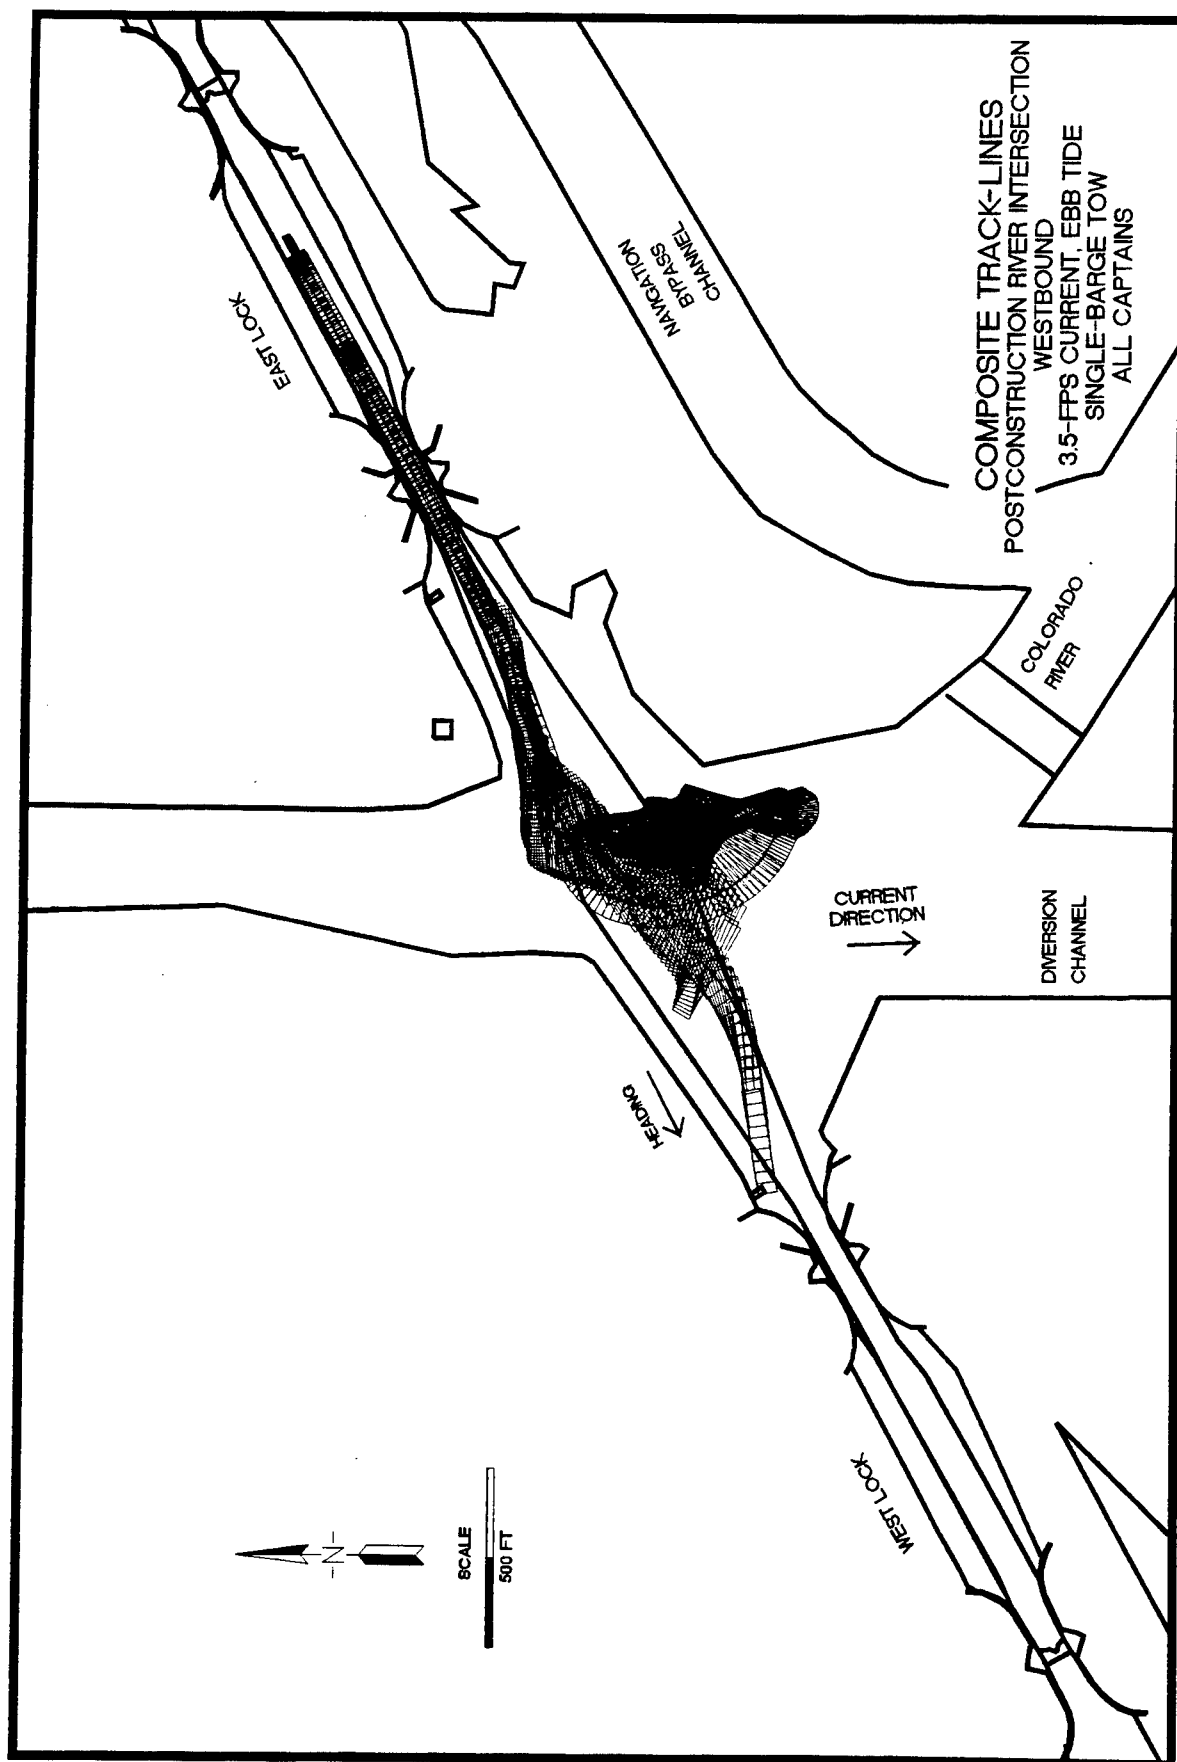 EAST LOCK
NAVIGATION
BYPASS
CHANNEL
COMPOSITE TRACK-LINES
POSTCONSTRUCTION RIVER INTERSECTION
WESTBOUND
3.5-FPS CURRENT, EBB TIDE
SINGLE-BARGE TOW
ALL CAPTAINS
COLORADO
RIVER
CURRENT
DIRECTION
DIVERSION
CHANNEL
HEADING
WEST LOCK
-N-
SCALE
500 FT